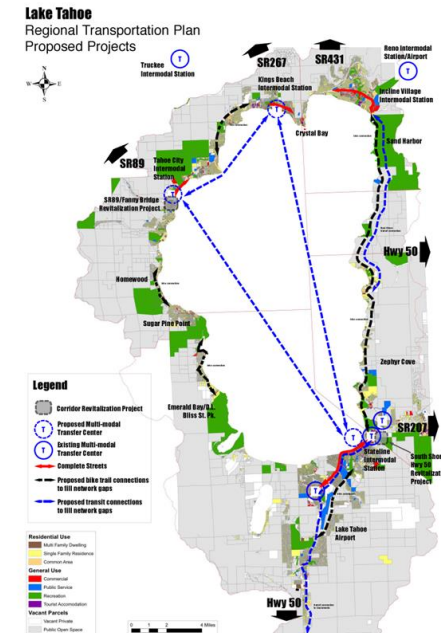 Lake Tahoe
Regional Transportation Plan
Proposed Projects
Truckee
Intermodal Station
T
SR267
SR431
Reno Intermodal
Station/Airport
T
N
W
E
S
Kings Beach
Intermodal Station
T
Incline Village
Intermodal Station
Crystal Bay
Sand Harbor
SR89
Tahoe City
Intermodal
Station
T
SR89/Fanny Bridge
Revitalization Project
Hwy 50
Homewood
Sugar Pine Point
Zephyr Cove
Emerald Bay/D.L.
Bliss St. Pk.
SR207
T
T
T
Stateline
Intermodal
Station
South Shore
Hwy 50
Revitalization
Project
T
Lake Tahoe
Airport
Hwy 50
Legend
Corridor Revitalization Project
T
Proposed Multi-modal
Transfer Center
T
Existing Multi-modal
Transfer Center
Complete Streets
Proposed bike trail connections
to fill network gaps
Proposed transit connections
to fill network gaps
Residential Use
Multi Family Dwelling
Single Family Residence
Common Area
General Use
Commercial
Public Service
Recreation
Tourist Accomodation
Vacant Parcels
Vacant Private
Public Open Space
0 1 2 4 Miles